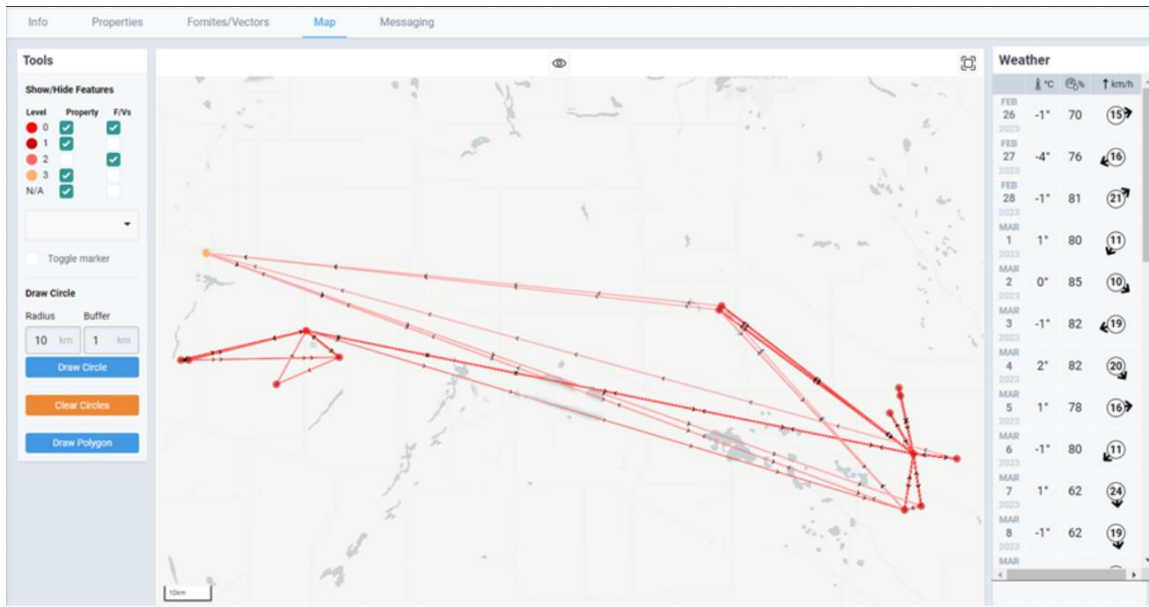 Info Properties Fomites/Vectors Map Messaging
Tools
Show/Hide Features
Level Property F/Vs
0
1
2
3
N/A
Toggle marker
Draw Circle
Radius Buffer
10 km 1 km
Draw Circle
Clear Circles
Draw Polygon
10km
Weather
°C % km/h
FEB
26 -1° 70 15
2023
FEB
27 -4° 76 16
2023
FEB
28 -1° 81 21
2023
MAR
1 1° 80 11
2023
MAR
2 0° 85 10
2023
MAR
3 -1° 82 19
2023
MAR
4 2° 82 20
2023
MAR
5 1° 78 16
2023
MAR
6 -1° 80 11
2023
MAR
7 1° 62 24
2023
MAR
8 -1° 62 19
2023
MAR